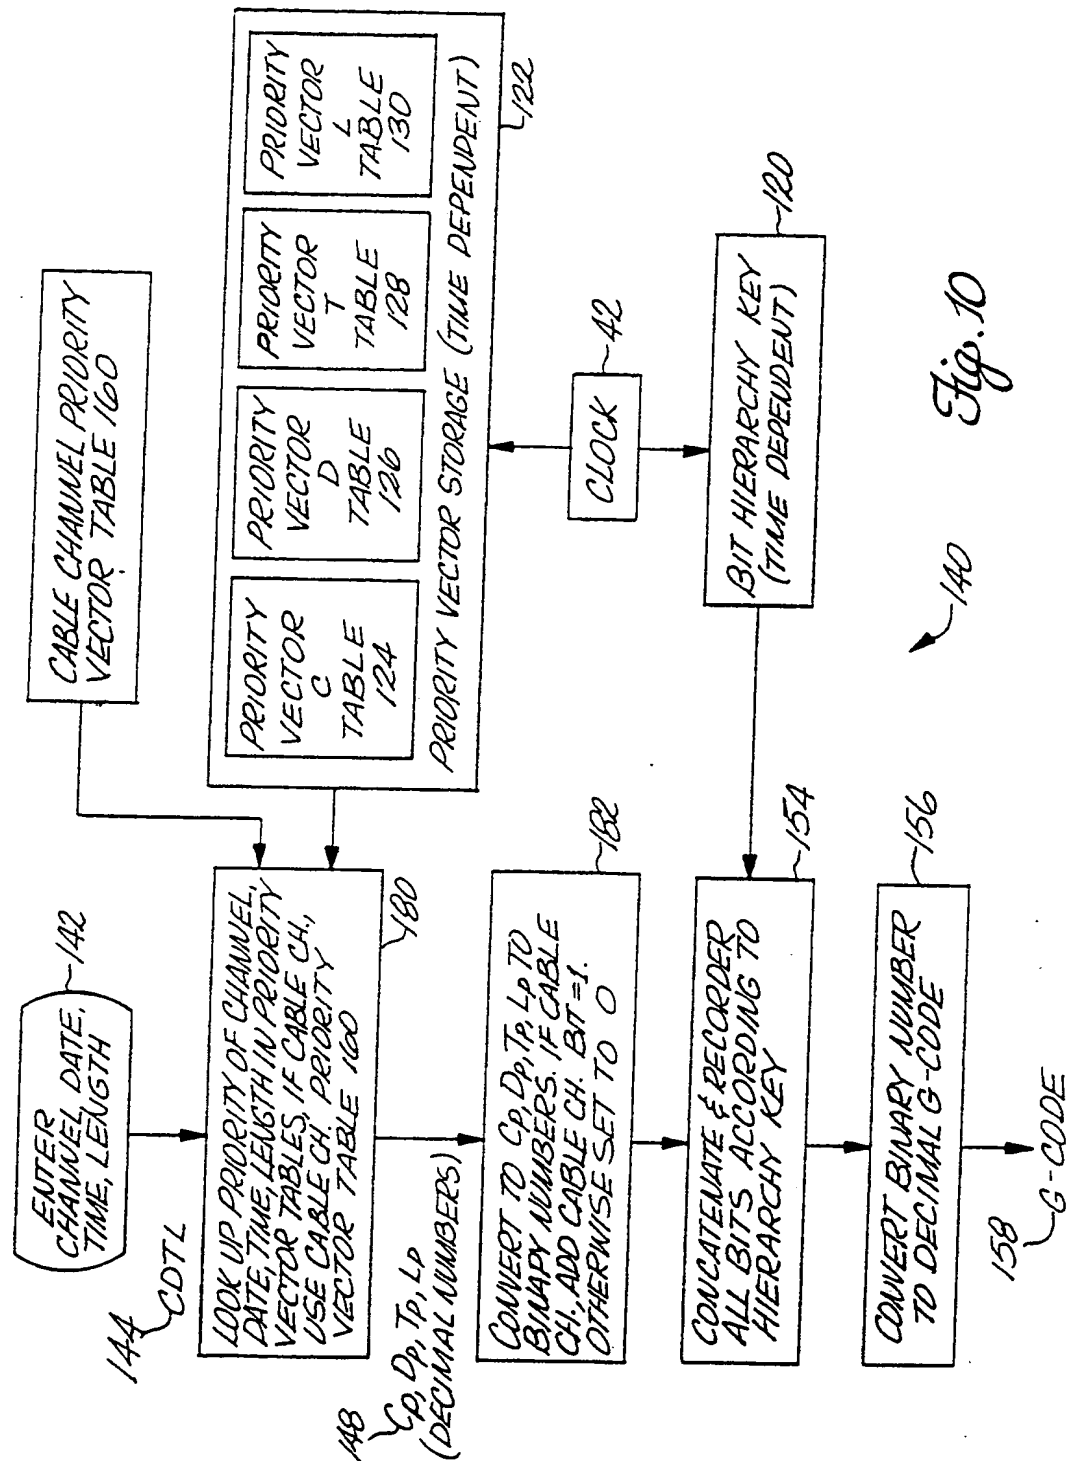 ENTER
CHANNEL, DATE,
TIME, LENGTH
142
144
CDTL
LOOK UP PRIORITY OF CHANNEL,
DATE, TIME, LENGTH IN PRIORITY
VECTOR TABLES, IF CABLE CH.,
USE CABLE CH. PRIORITY
VECTOR TABLE 160
180
148
Cp, Dp, Tp, Lp
(DECIMAL NUMBERS)
CONVERT TO Cp, Dp, Tp, Lp TO
BINAPY NUMBERS. IF CABLE
CH., ADD CABLE CH. BIT =1.
OTHERWISE SET TO 0
182
CONCATENATE & RECORDER
ALL BITS ACCORDING TO
HIERARCHY KEY
154
CONVERT BINARY NUMBER
TO DECIMAL G-CODE
156
158
G-CODE
CABLE CHANNEL PRIORITY
VECTOR TABLE 160
PRIORITY
VECTOR
C
TABLE
124
PRIORITY
VECTOR
D
TABLE
126
PRIORITY
VECTOR
T
TABLE
128
PRIORITY
VECTOR
L
TABLE
130
PRIORITY VECTOR STORAGE (TIME DEPENDENT)
122
CLOCK
42
BIT HIERARCHY KEY
(TIME DEPENDENT)
120
140
Fig. 10